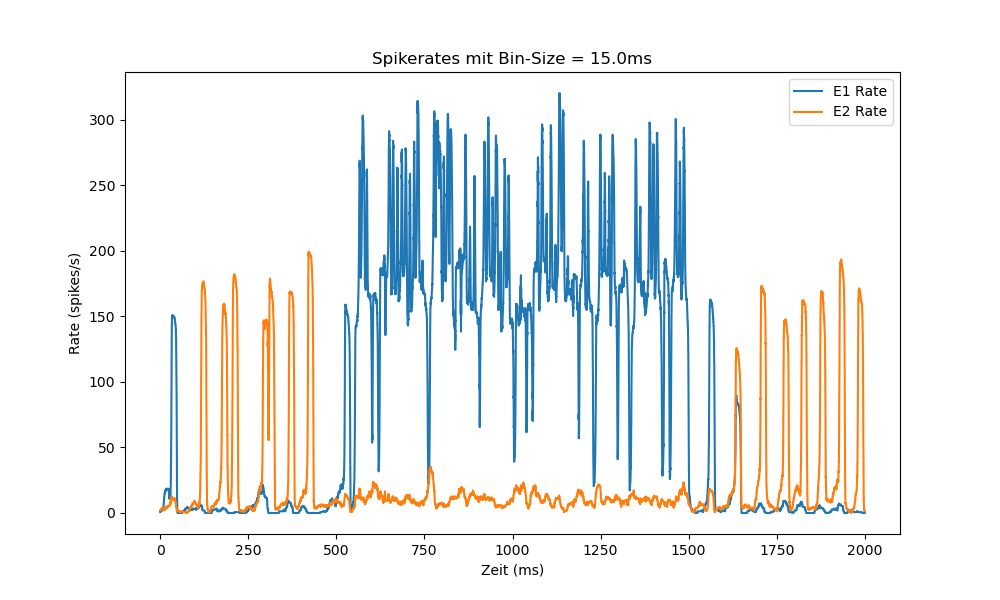 Spikerates mit Bin-Size = 15.0ms
E1 Rate
E2 Rate
300
250
200
150
100
50
0
Rate (spikes/s)
0 250 500 750 1000 1250 1500 1750 2000
Zeit (ms)